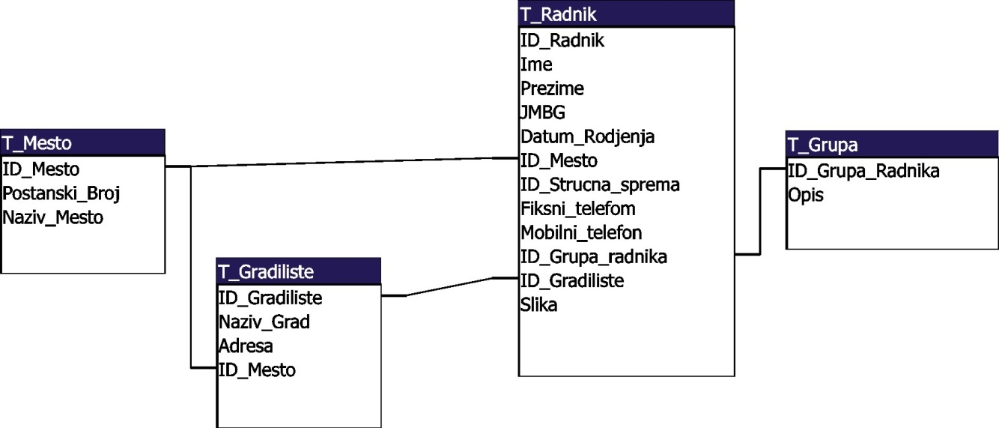 T_Radnik
ID_Radnik
Ime
Prezime
JMBG
Datum_Rodjenja
ID_Mesto
ID_Strucna_sprema
Fiksni_telefom
Mobilni_telefon
ID_Grupa_radnika
ID_Gradiliste
Slika
T_Mesto
ID_Mesto
Postanski_Broj
Naziv_Mesto
T_Gradiliste
ID_Gradiliste
Naziv_Grad
Adresa
ID_Mesto
T_Grupa
ID_Grupa_Radnika
Opis